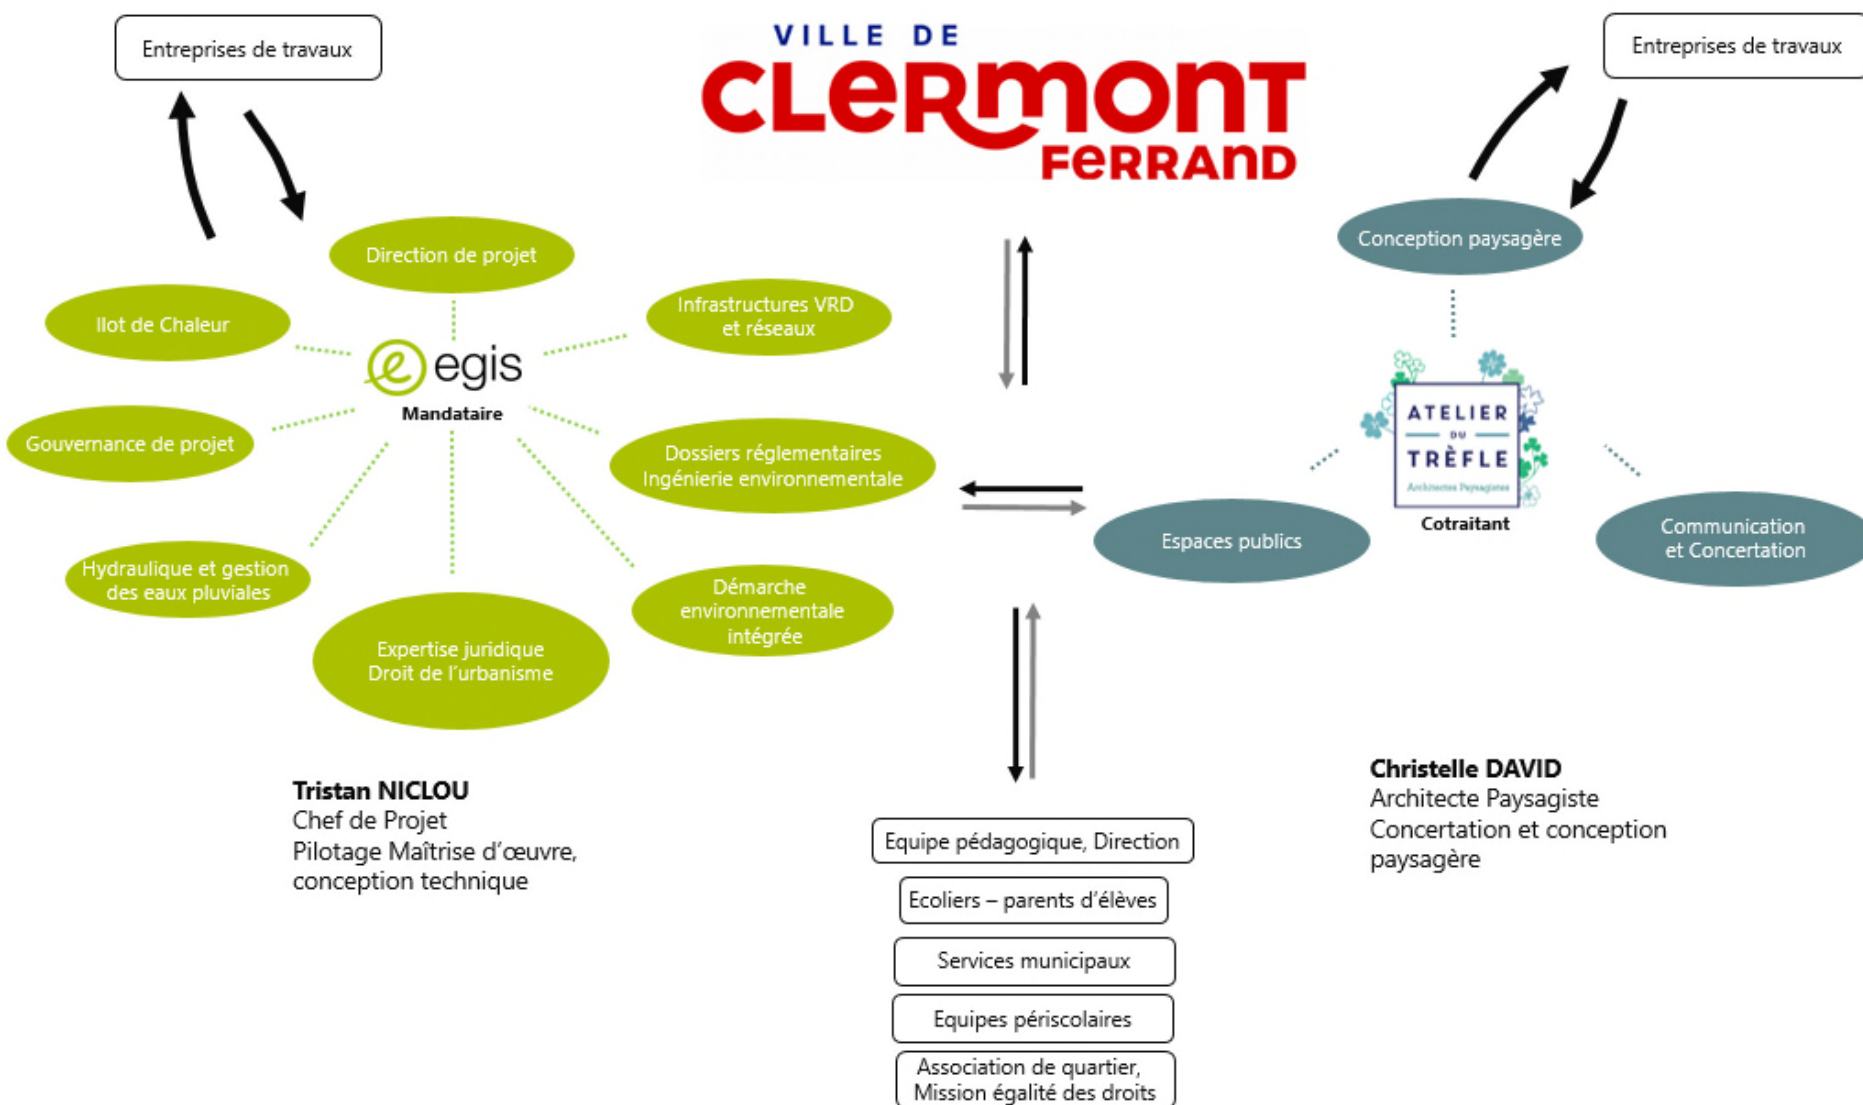 Entreprises de travaux
VILLE DE
CLERMONT
FERRAND
Entreprises de travaux
Direction de projet
Ilot de Chaleur
Infrastructures VRD
et réseaux
egis
Mandataire
Gouvernance de projet
Dossiers réglementaires
Ingénierie environnementale
Hydraulique et gestion
des eaux pluviales
Démarche
environnementale
intégrée
Expertise juridique
Droit de l'urbanisme
Conception paysagère
ATELIER
DU
TRÈFLE
Architectes Paysagistes
Cotraitant
Espaces publics
Communication
et Concertation
Tristan NICLOU
Chef de Projet
Pilotage Maîtrise d'œuvre,
conception technique
Christelle DAVID
Architecte Paysagiste
Concertation et conception
paysagère
Equipe pédagogique, Direction
Ecoliers – parents d'élèves
Services municipaux
Equipes périscolaires
Association de quartier,
Mission égalité des droits